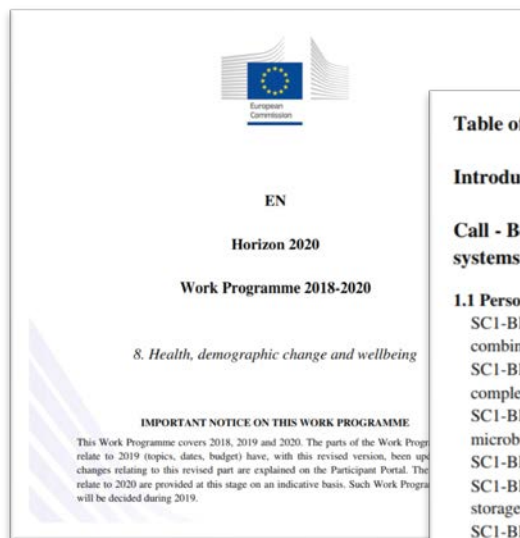 European
Commission
EN
Horizon 2020
Work Programme 2018-2020
8. Health, demographic change and wellbeing
IMPORTANT NOTICE ON THIS WORK PROGRAMME
This Work Programme covers 2018, 2019 and 2020. The parts of the Work Progr
relate to 2019 (topics, dates, budget) have, with this revised version, been up
changes relating to this revised part are explained on the Participant Portal. The
relate to 2020 are provided at this stage on an indicative basis. Such Work Progra
will be decided during 2019.
Table of
Introdu
Call - B
systems
1.1 Perso
SC1-B
combin
SC1-B
comple
SC1-B
microb
SC1-B
SC1-B
storage
SC1-B